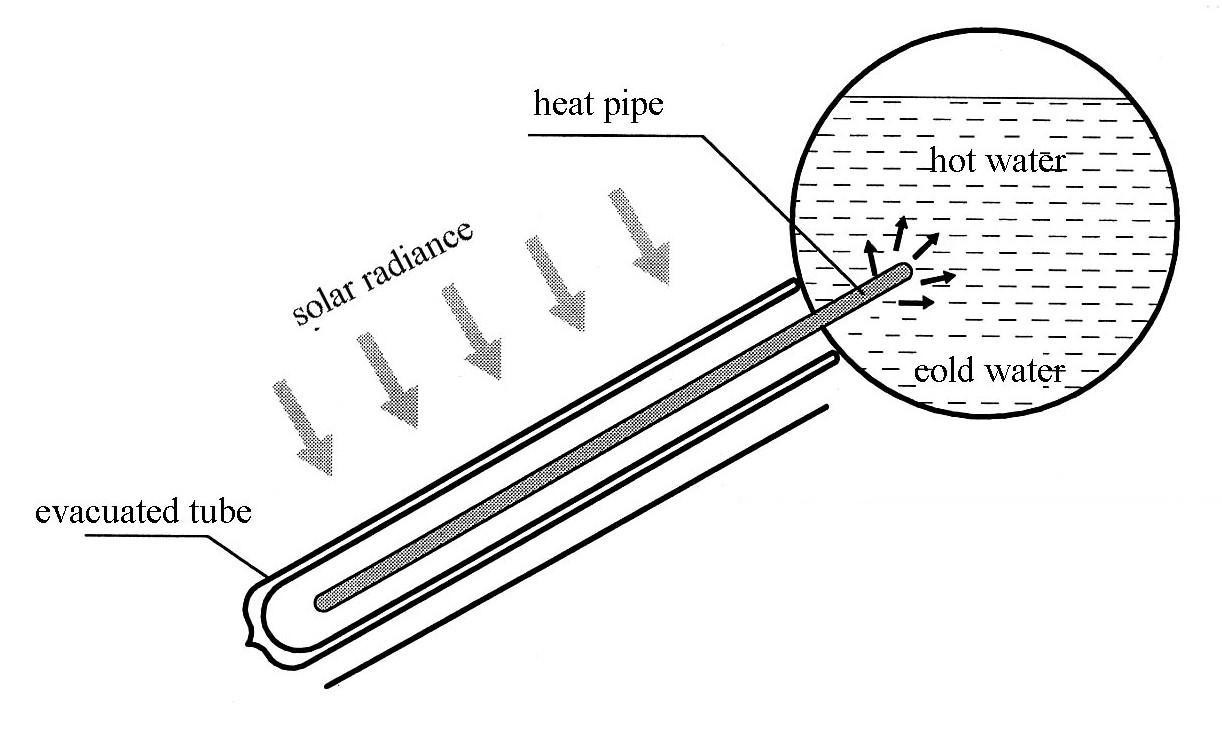 heat pipe
hot water
solar radiance
cold water
evacuated tube